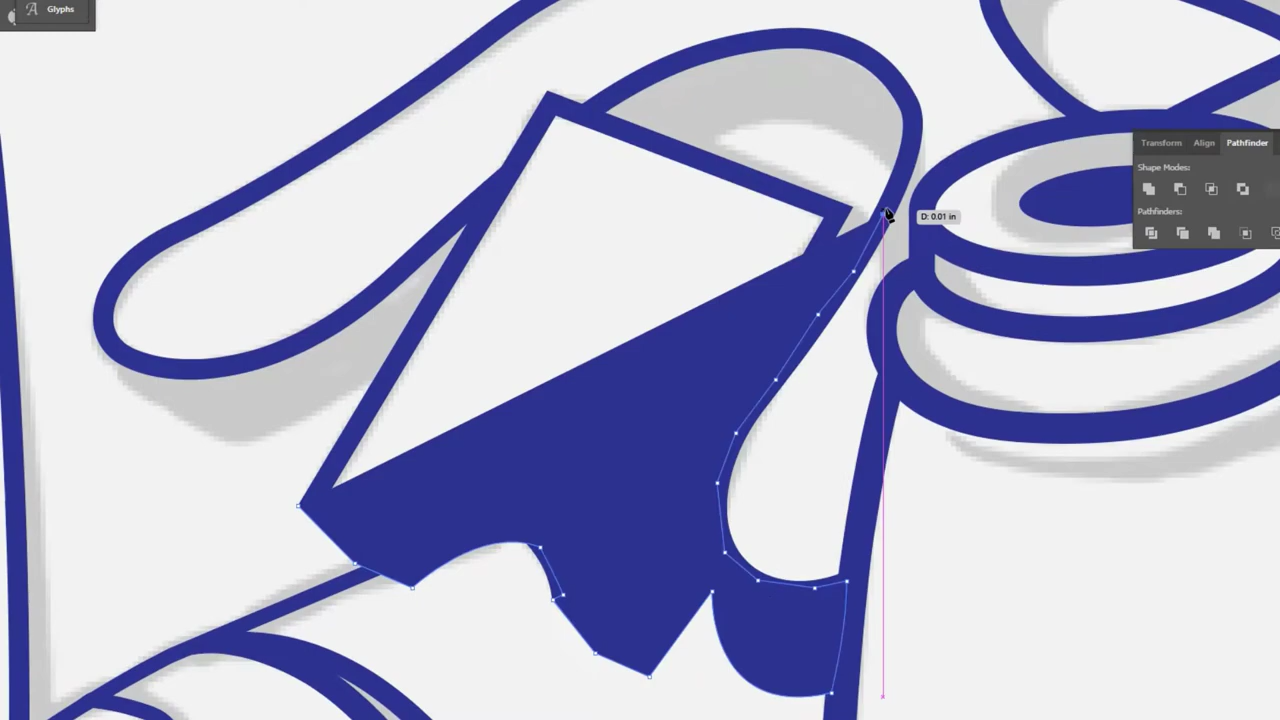 Glyphs
Transform Align Pathfinder
Shape Modes:
Pathfinders:
D: 0.01 in